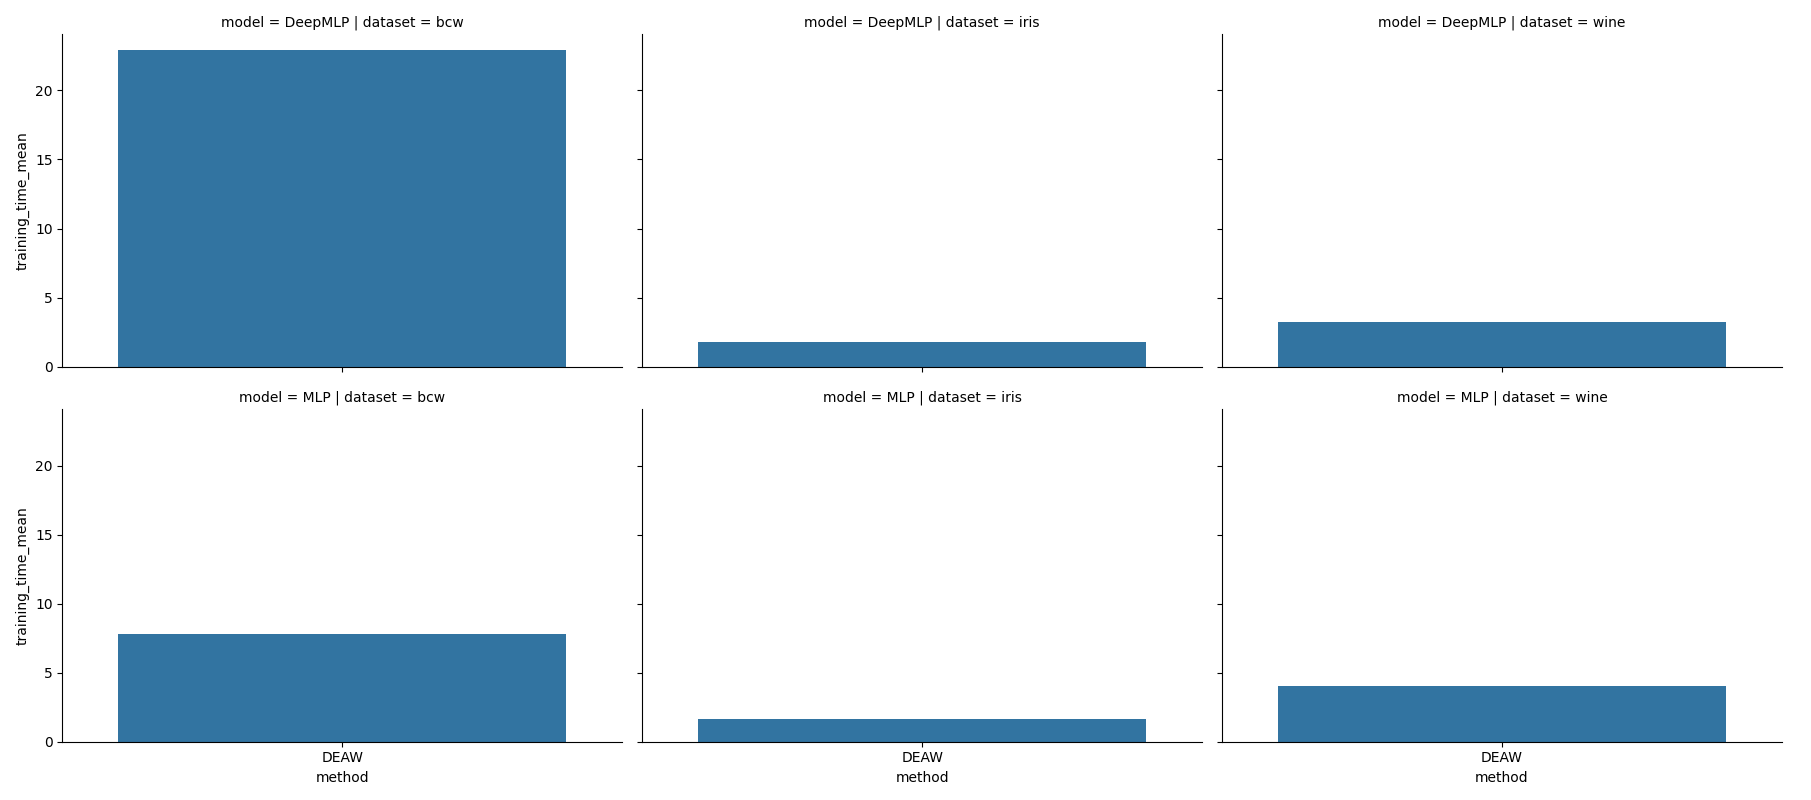 model = DeepMLP | dataset = bcw
model = DeepMLP | dataset = iris
model = DeepMLP | dataset = wine
training_time_mean
20
15
10
5
0
model = MLP | dataset = bcw
model = MLP | dataset = iris
model = MLP | dataset = wine
training_time_mean
20
15
10
5
0
DEAW
DEAW
DEAW
method
method
method